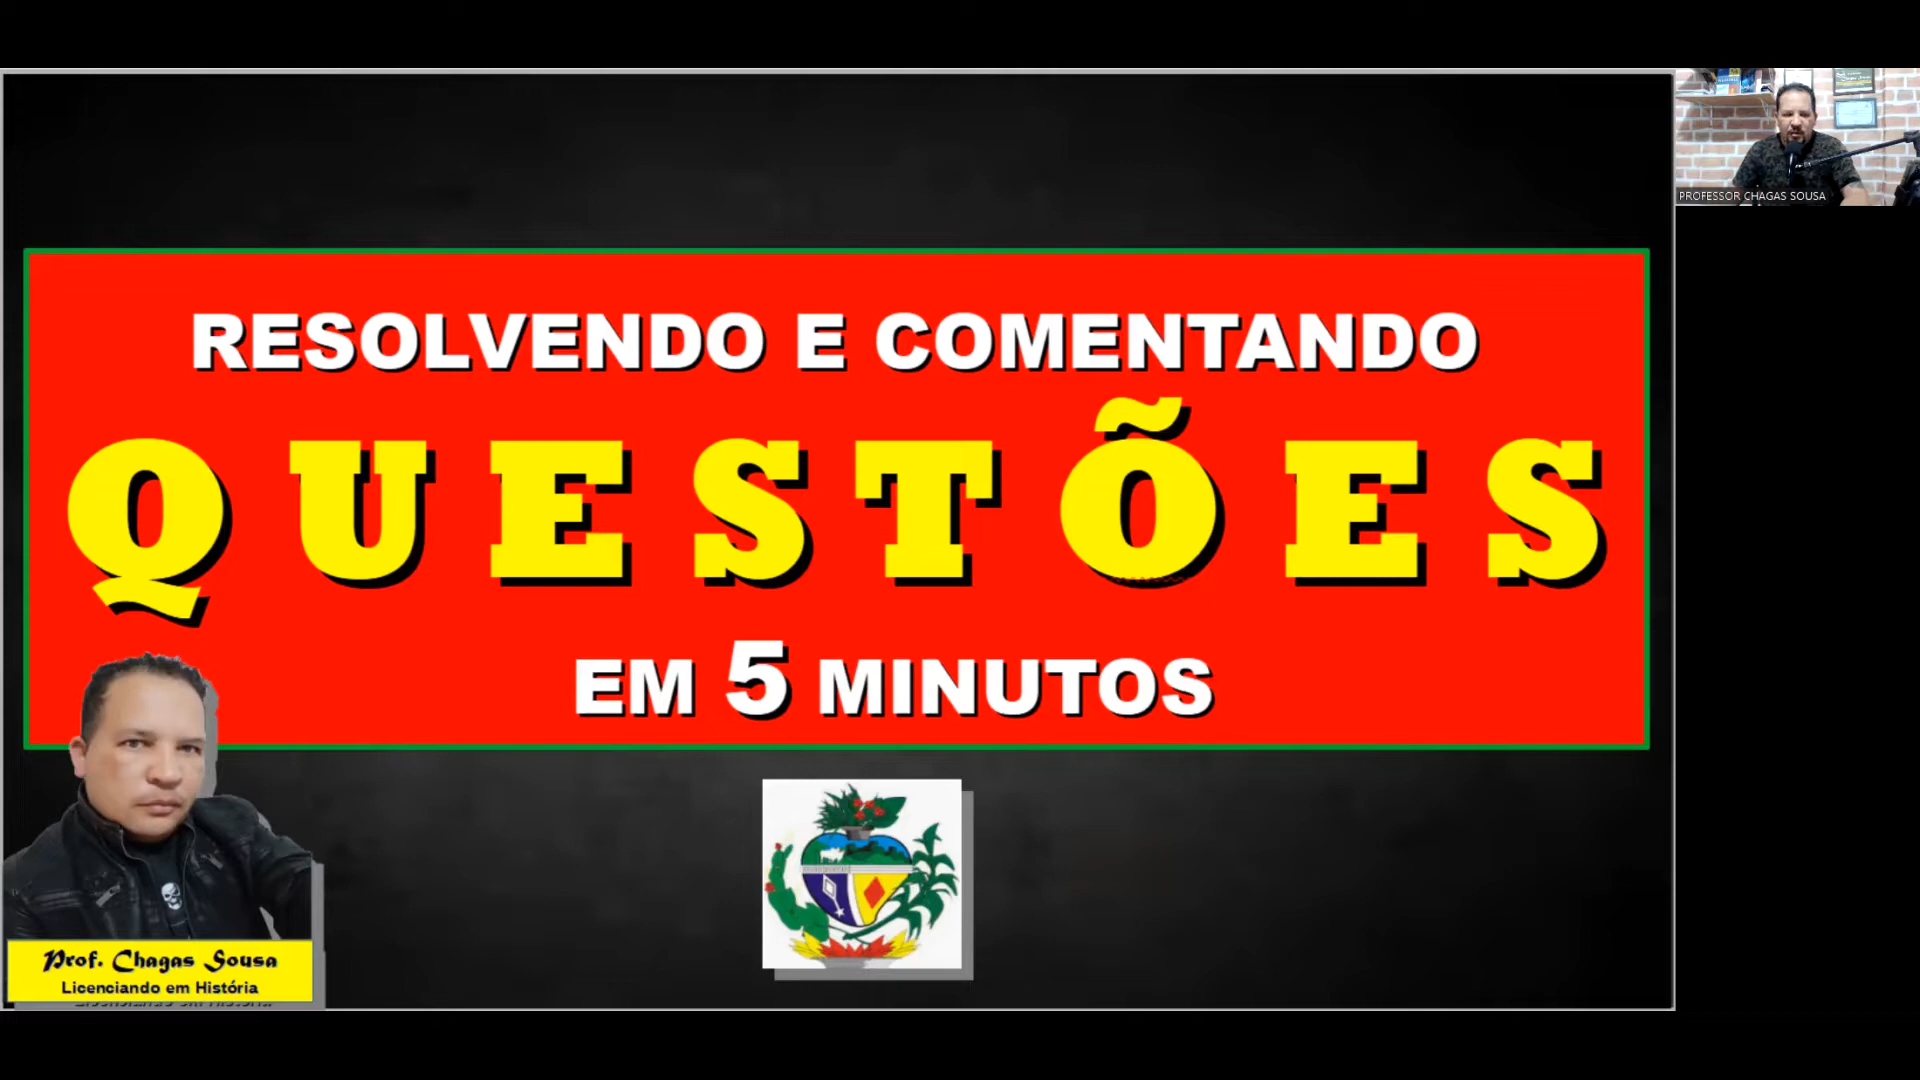 PROFESSOR CHAGAS SOUSA
RESOLVENDO E COMENTANDO
QUESTÕES
EM 5 MINUTOS
Prof. Chagas Sousa
Licenciando em História